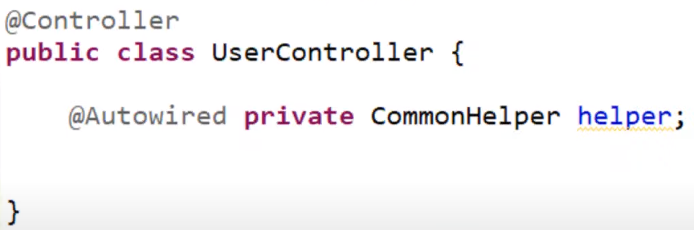 @Controller
public class UserController {
@Autowired private CommonHelper helper;
}